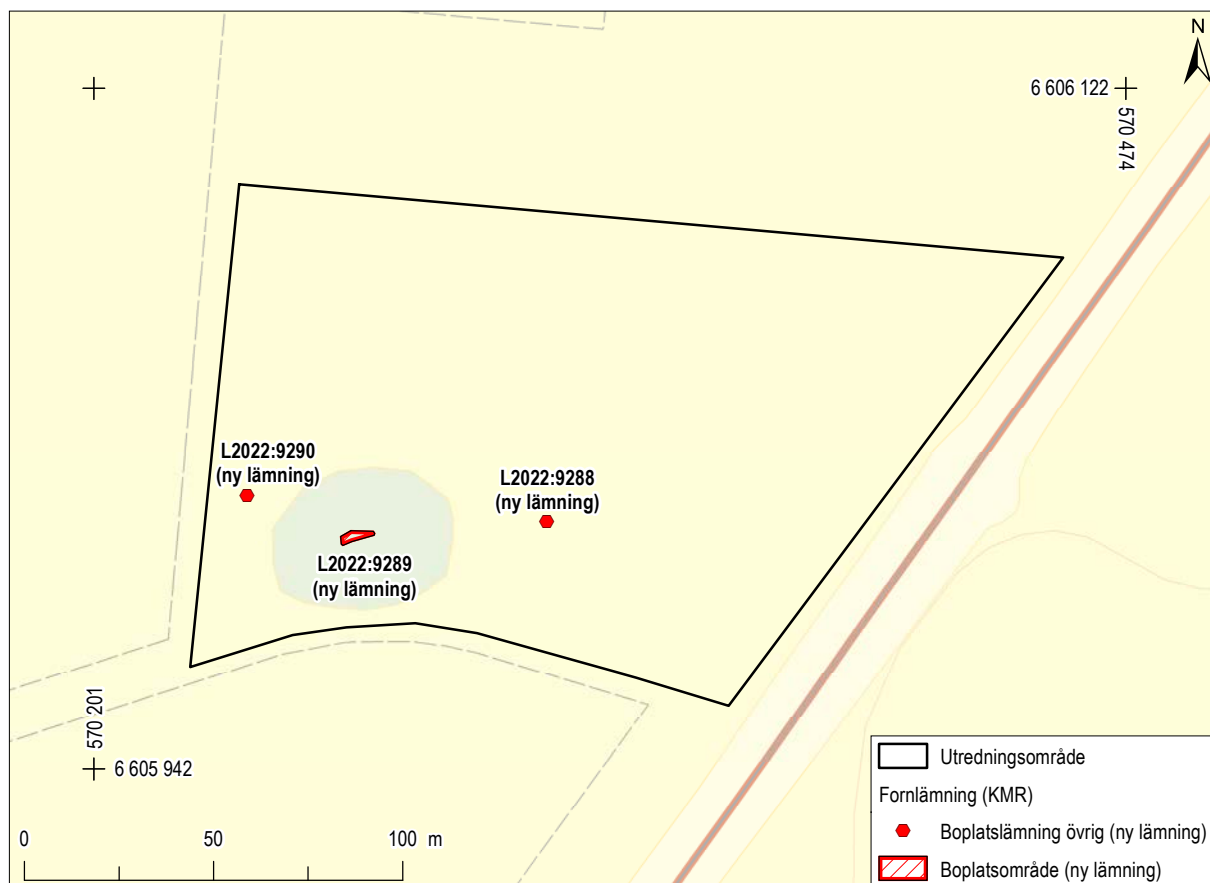 N
6 606 122
570 474
L2022:9290
(ny lämning)
L2022:9288
(ny lämning)
L2022:9289
(ny lämning)
570 201
6 605 942
0 50 100 m
Utredningsområde
Fornlämning (KMR)
Boplatslämning övrig (ny lämning)
Boplatsområde (ny lämning)